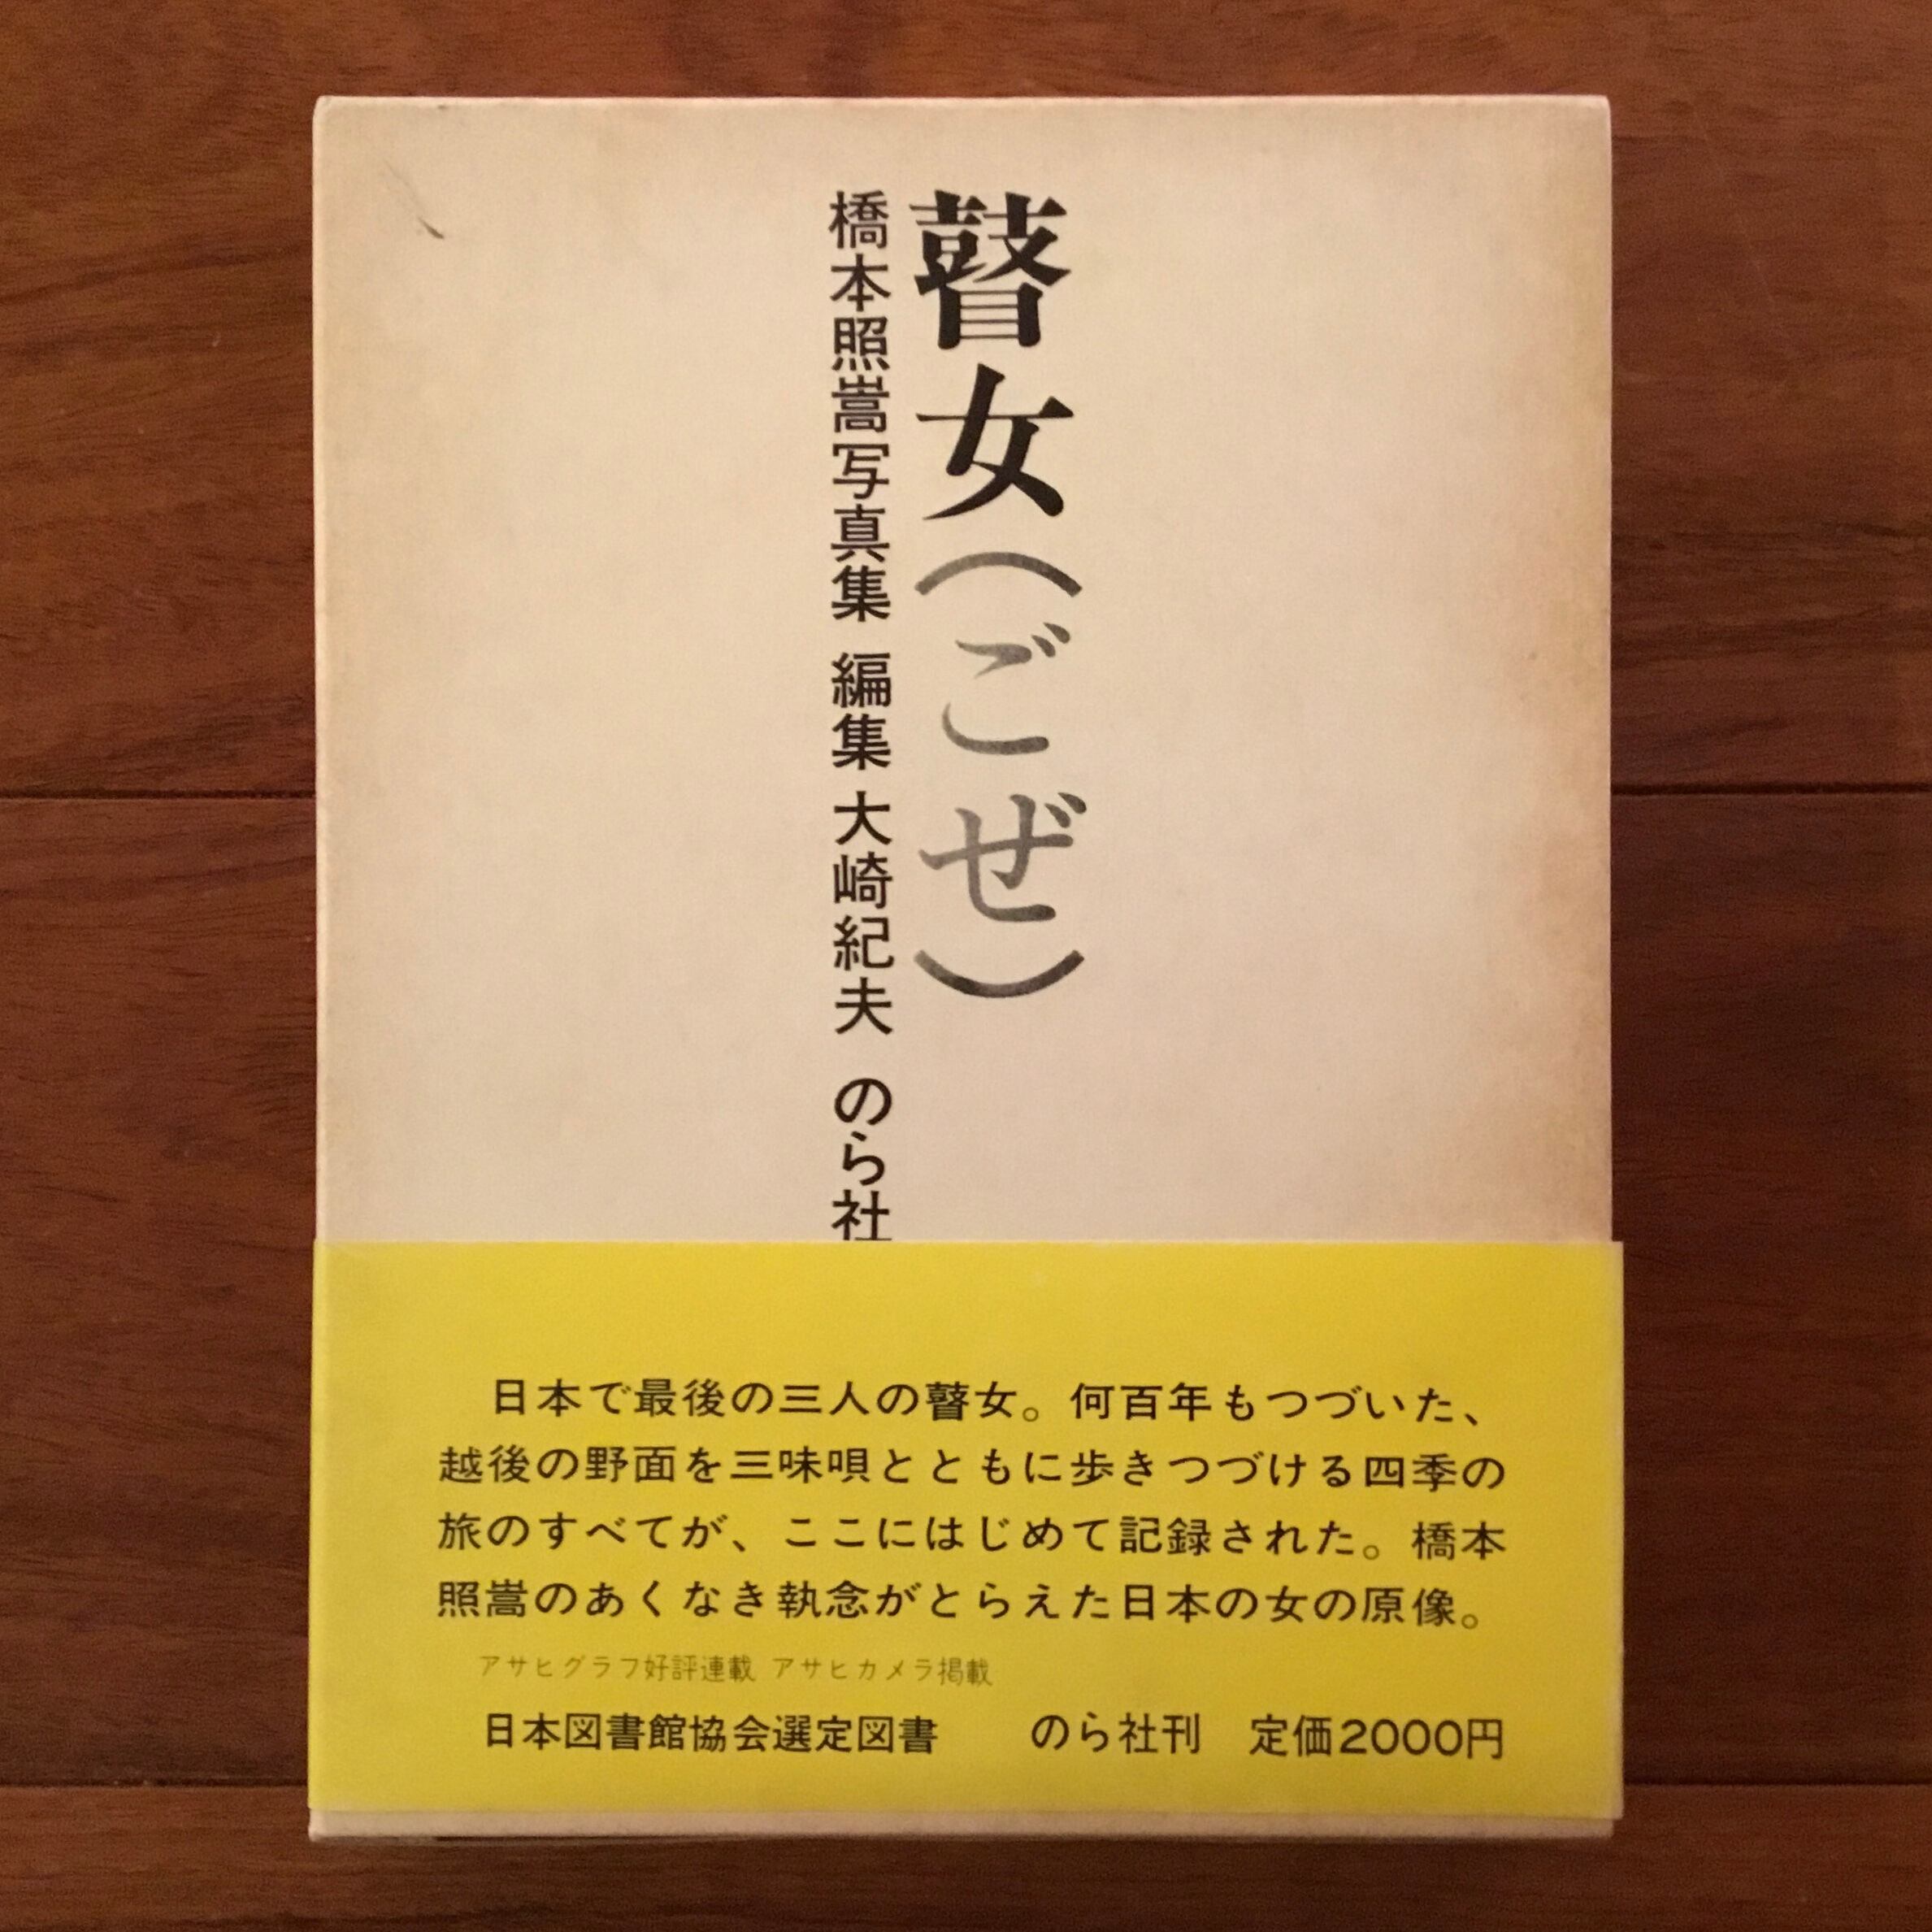 瞽女(ごぜ)
橋本照嵩写真集 編集 大崎紀夫 のら社
日本で最後の三人の瞽女。何百年もつづいた、
越後の野面を三味唄とともに歩きつづける四季の
旅のすべてが、ここにはじめて記録された。橋本
照嵩のあくなき執念がとらえた日本の女の原像。
アサヒグラフ好評連載 アサヒカメラ掲載
日本図書館協会選定図書 のら社刊 定価2000円